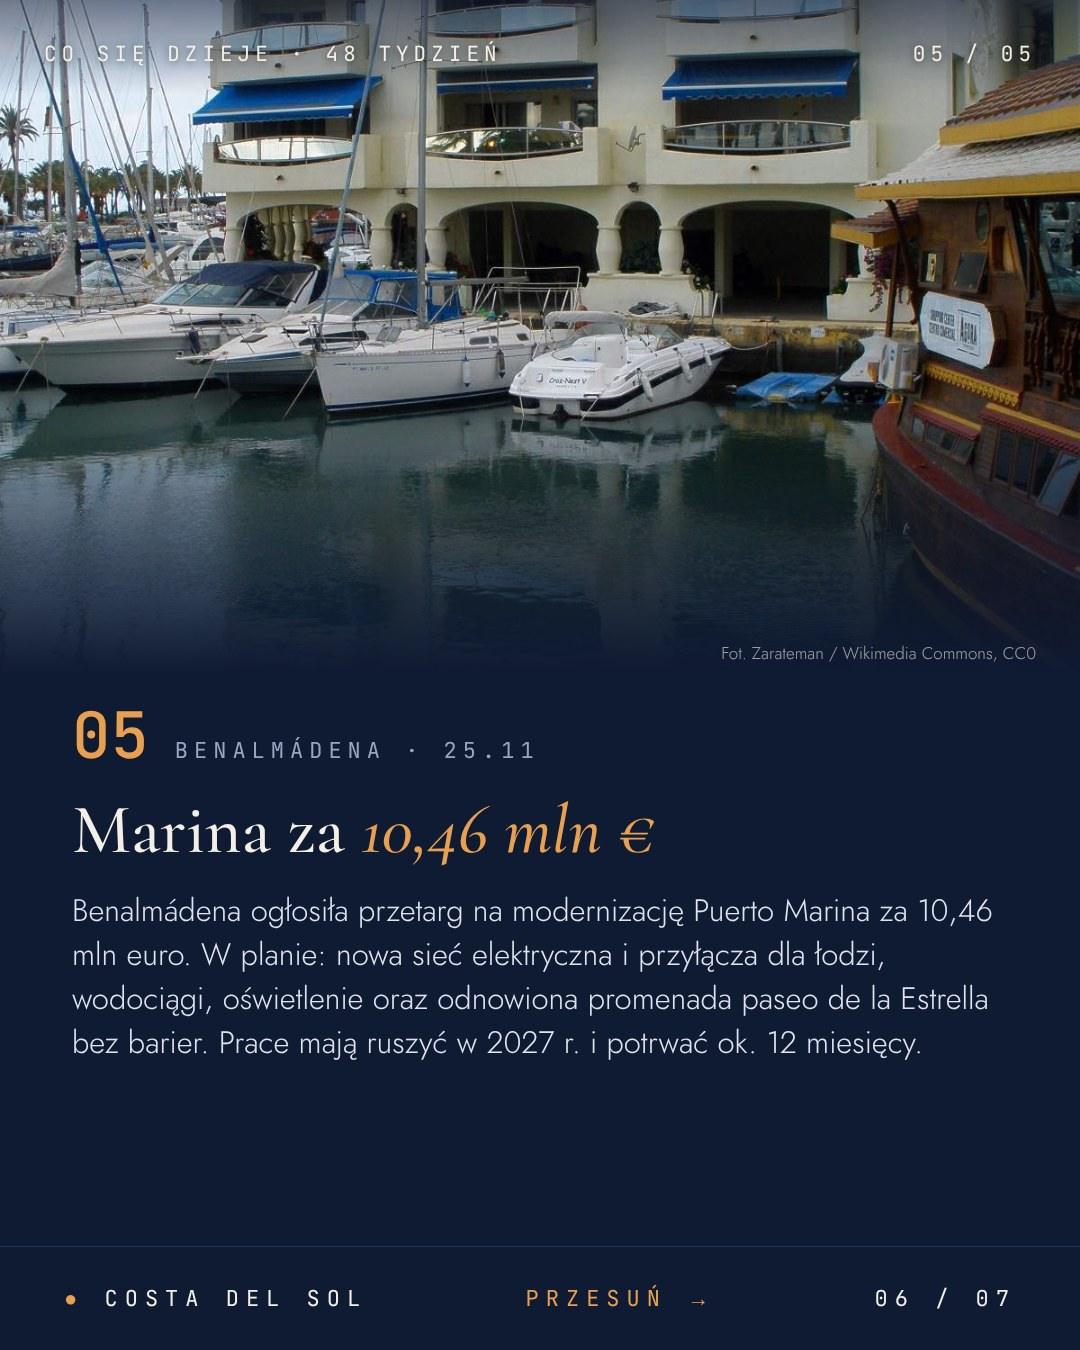 CO SIĘ DZIEJE · 48 TYDZIEŃ
05 / 05
AGORA
Fot. Zarateman / Wikimedia Commons, CC0
05 BENALMÁDENA · 25.11
Marina za 10,46 mln €
Benalmádena ogłosiła przetarg na modernizację Puerto Marina za 10,46
mln euro. W planie: nowa sieć elektryczna i przyłącza dla łodzi,
wodociągi, oświetlenie oraz odnowiona promenada paseo de la Estrella
bez barier. Prace mają ruszyć w 2027 r. i potrwać ok. 12 miesięcy.
• COSTA DEL SOL
PRZESUŃ →
06 / 07